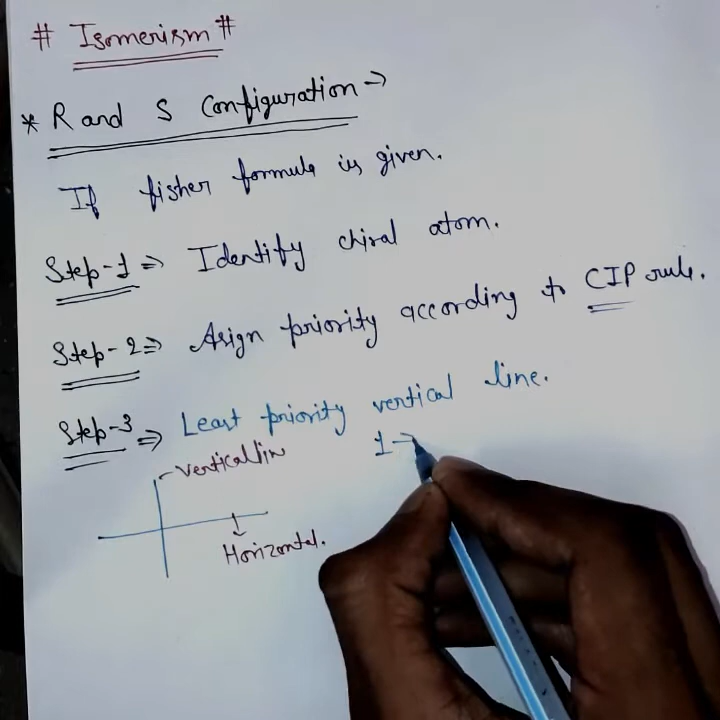 # Isomerism #
* R and S Configuration →
If fisher formula is given.
Step-1 ⇒ Identify chiral atom.
Step-2 ⇒ Asign priority according to CIP rule.
Step-3 ⇒ Least priority vertical line.
1 →
Vertical lin
Horizontal.